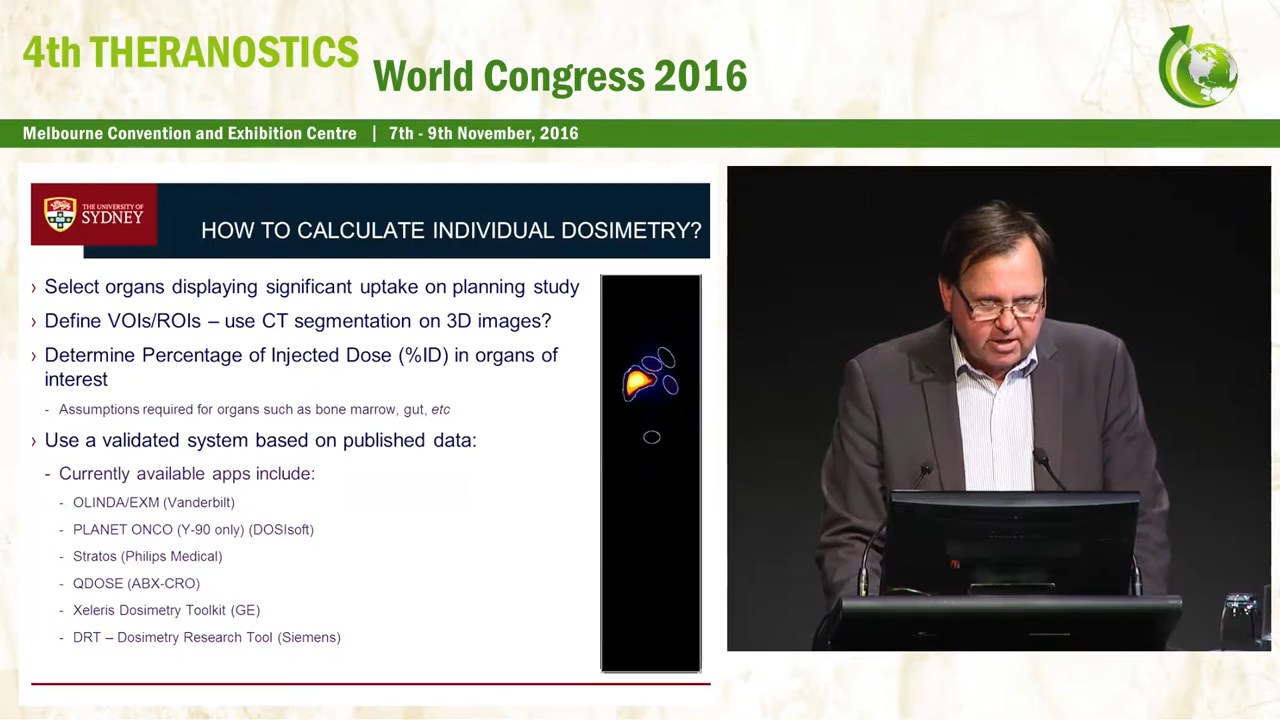 4th THERANOSTICS
World Congress 2016
Melbourne Convention and Exhibition Centre | 7th - 9th November, 2016
THE UNIVERSITY OF
SYDNEY
HOW TO CALCULATE INDIVIDUAL DOSIMETRY?
› Select organs displaying significant uptake on planning study
› Define VOIs/ROIs – use CT segmentation on 3D images?
› Determine Percentage of Injected Dose (%ID) in organs of
interest
- Assumptions required for organs such as bone marrow, gut, etc
› Use a validated system based on published data:
- Currently available apps include:
- OLINDA/EXM (Vanderbilt)
- PLANET ONCO (Y-90 only) (DOSIsoft)
- Stratos (Philips Medical)
- QDOSE (ABX-CRO)
- Xeleris Dosimetry Toolkit (GE)
- DRT – Dosimetry Research Tool (Siemens)